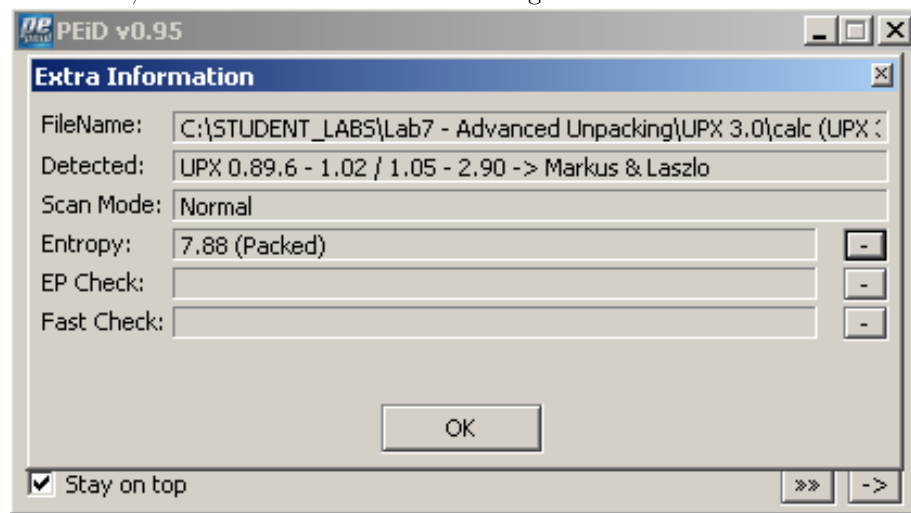 PEiD v0.95
Extra Information
FileName: C:\STUDENT_LABS\Lab7 - Advanced Unpacking\UPX 3.0\calc (UPX
Detected: UPX 0.89.6 - 1.02 / 1.05 - 2.90 -> Markus & Laszlo
Scan Mode: Normal
Entropy: 7.88 (Packed) -
EP Check: -
Fast Check: -
OK
Stay on top »» ->